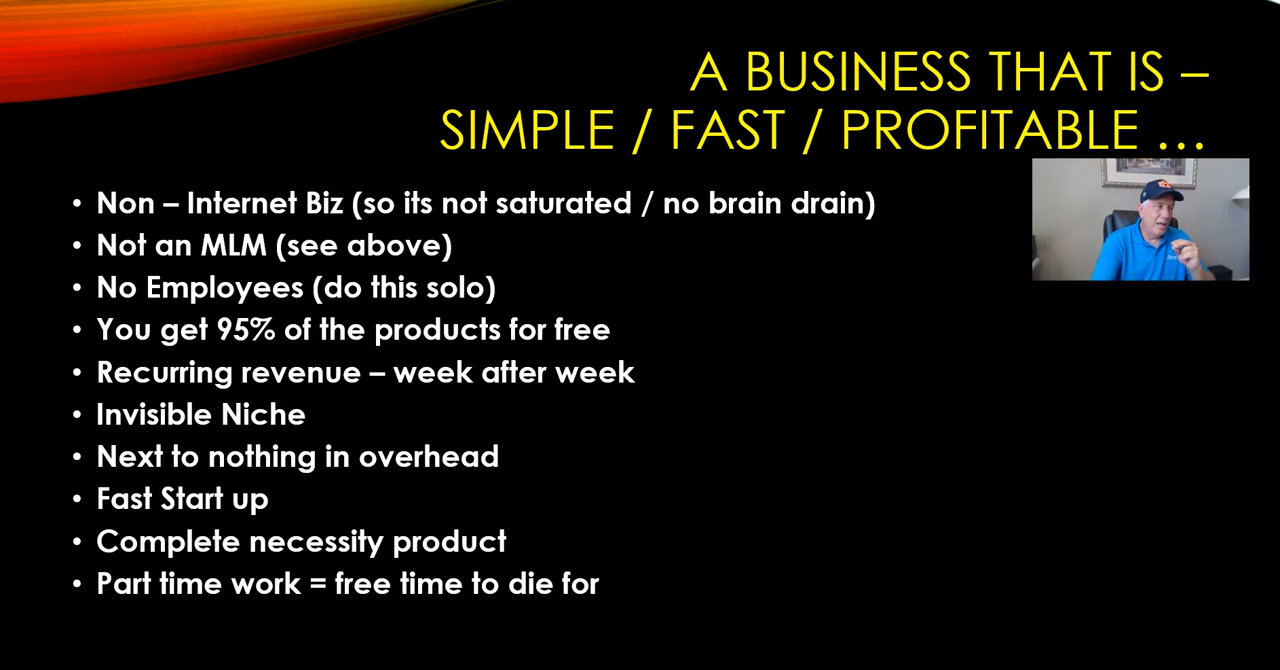 A BUSINESS THAT IS –
SIMPLE / FAST / PROFITABLE …
• Non – Internet Biz (so its not saturated / no brain drain)
• Not an MLM (see above)
• No Employees (do this solo)
• You get 95% of the products for free
• Recurring revenue – week after week
• Invisible Niche
• Next to nothing in overhead
• Fast Start up
• Complete necessity product
• Part time work = free time to die for